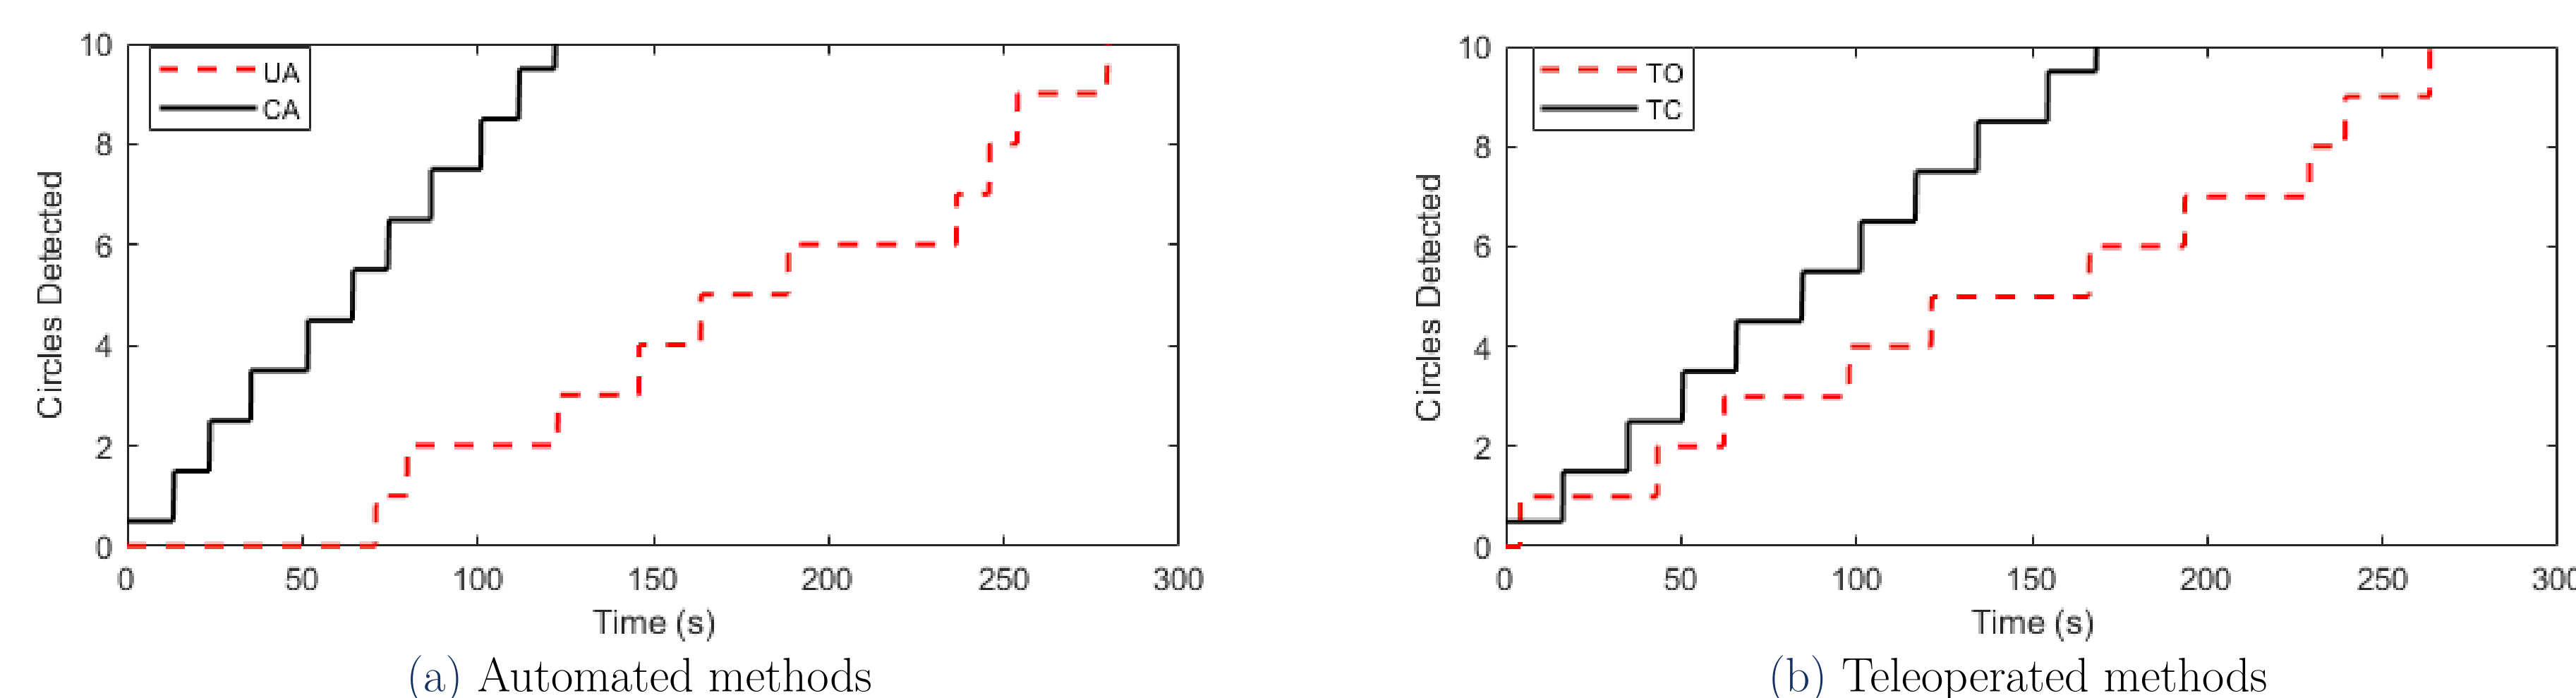 10
8
6
4
2
0
Circles Detected
UA
CA
0 50 100 150 200 250 300
Time (s)
(a) Automated methods
10
8
6
4
2
0
Circles Detected
TO
TC
0 50 100 150 200 250 300
Time (s)
(b) Teleoperated methods